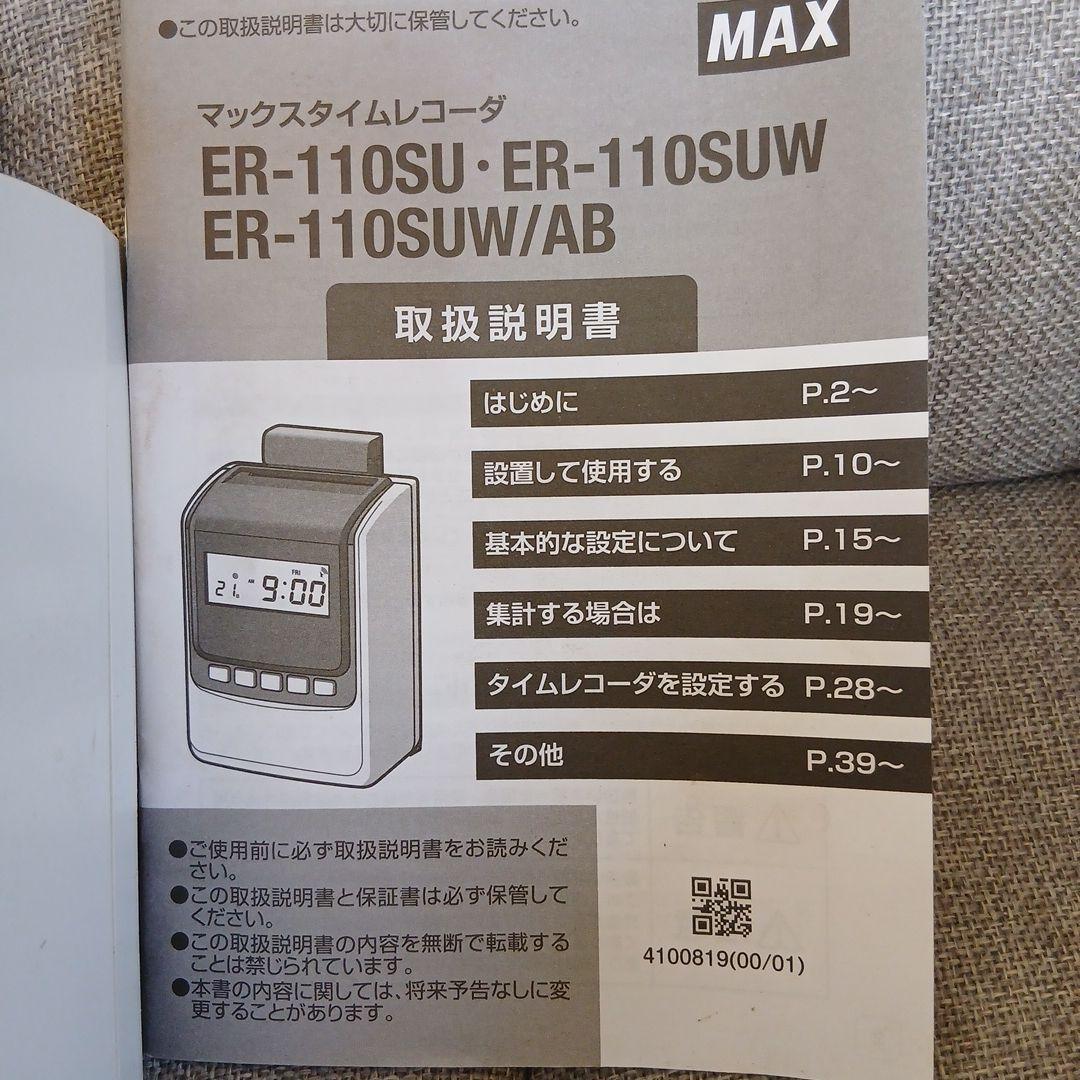 ●この取扱説明書は大切に保管してください。
MAX
マックスタイムレコーダ
ER-110SU・ER-110SUW
ER-110SUW/AB
取扱説明書
はじめに P.2～
設置して使用する P.10～
基本的な設定について P.15～
集計する場合は P.19～
タイムレコーダを設定する P.28～
その他 P.39～
FRI
21 AM 9:00
●ご使用前に必ず取扱説明書をお読みくだ
さい。
●この取扱説明書と保証書は必ず保管して
ください。
●この取扱説明書の内容を無断で転載する
ことは禁じられています。
●本書の内容に関しては、将来予告なしに変
更することがあります。
4100819(00/01)